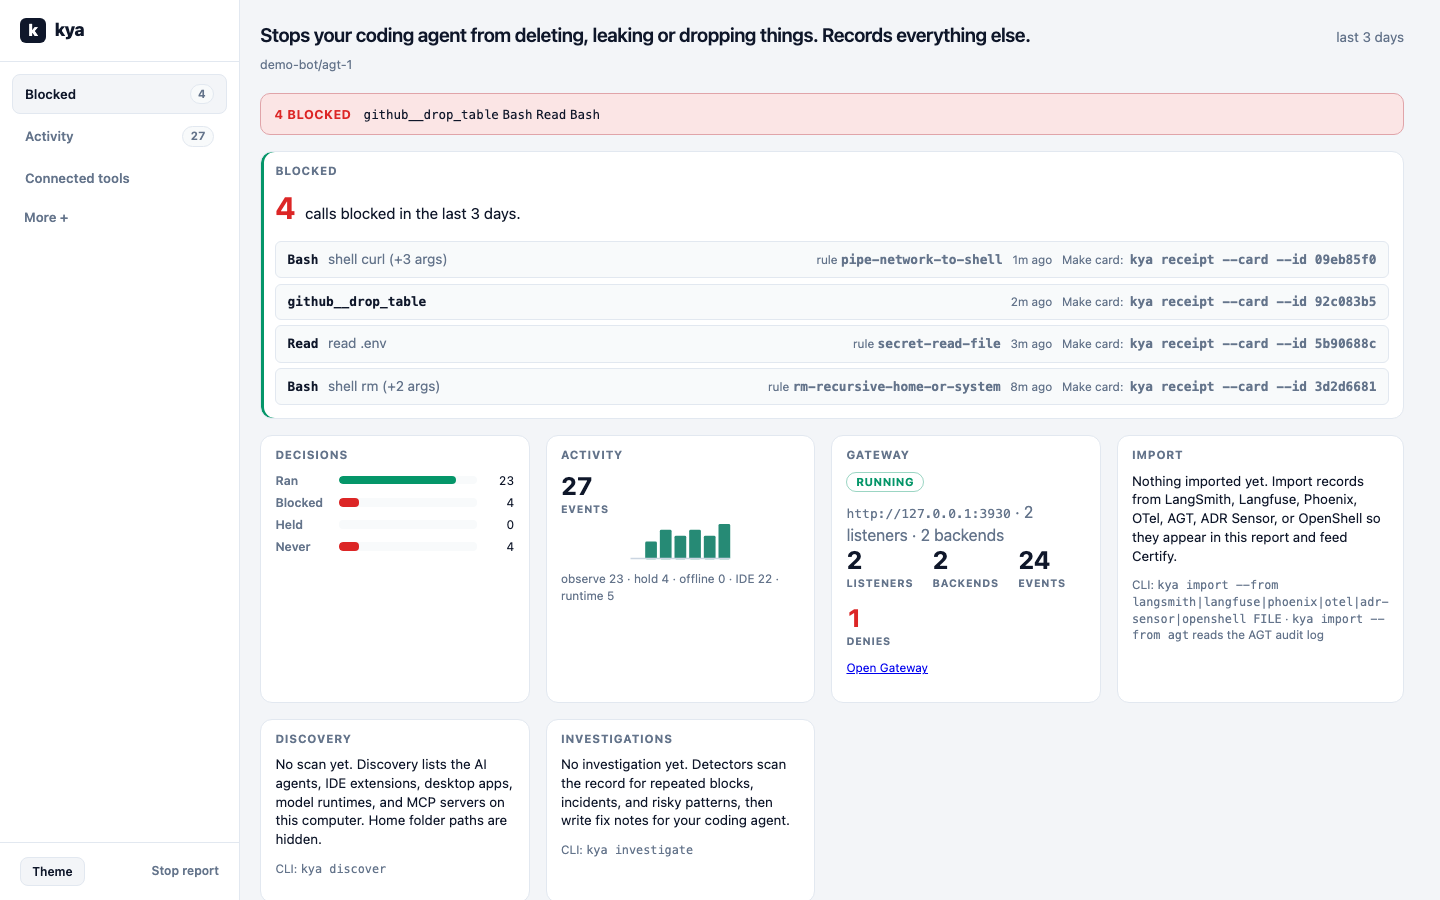 k kya
Blocked 4
Activity 27
Connected tools
More +
Theme
Stop report
Stops your coding agent from deleting, leaking or dropping things. Records everything else.
last 3 days
demo-bot/agt-1
4 BLOCKED github__drop_table Bash Read Bash
BLOCKED
4 calls blocked in the last 3 days.
Bash shell curl (+3 args) rule pipe-network-to-shell 1m ago Make card: kya receipt --card --id 09eb85f0
github__drop_table 2m ago Make card: kya receipt --card --id 92c083b5
Read read .env rule secret-read-file 3m ago Make card: kya receipt --card --id 5b90688c
Bash shell rm (+2 args) rule rm-recursive-home-or-system 8m ago Make card: kya receipt --card --id 3d2d6681
DECISIONS
Ran 23
Blocked 4
Held 0
Never 4
ACTIVITY
27
EVENTS
observe 23 · hold 4 · offline 0 · IDE 22 ·
runtime 5
GATEWAY
RUNNING
http://127.0.0.1:3930 · 2
listeners · 2 backends
2 2 24
LISTENERS BACKENDS EVENTS
1
DENIES
Open Gateway
IMPORT
Nothing imported yet. Import records
from LangSmith, Langfuse, Phoenix,
OTel, AGT, ADR Sensor, or OpenShell so
they appear in this report and feed
Certify.
CLI: kya import --from
langsmith|langfuse|phoenix|otel|adr-
sensor|openshell FILE · kya import --
from agt reads the AGT audit log
DISCOVERY
No scan yet. Discovery lists the AI
agents, IDE extensions, desktop apps,
model runtimes, and MCP servers on
this computer. Home folder paths are
hidden.
CLI: kya discover
INVESTIGATIONS
No investigation yet. Detectors scan
the record for repeated blocks,
incidents, and risky patterns, then
write fix notes for your coding agent.
CLI: kya investigate